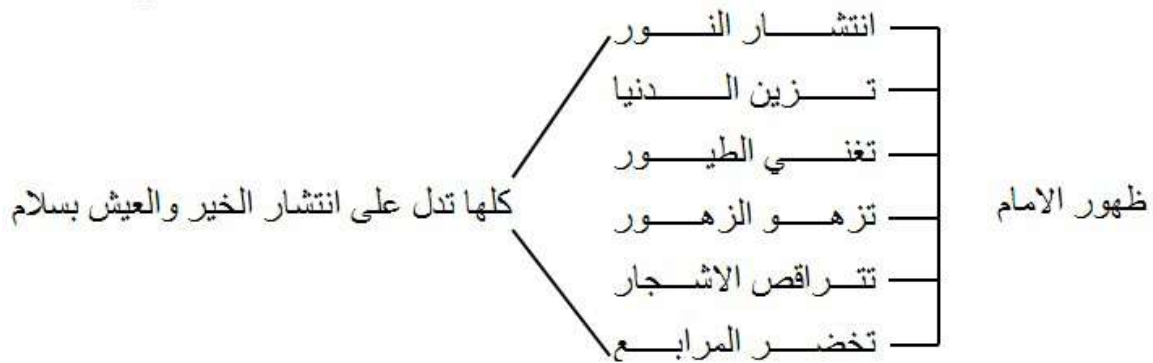 ظهور الامام
انتشار النور
تزين الدنيا
تغني الطيور
تزهو الزهور
تتراقص الاشجار
تخضر المرابع
كلها تدل على انتشار الخير والعيش بسلام